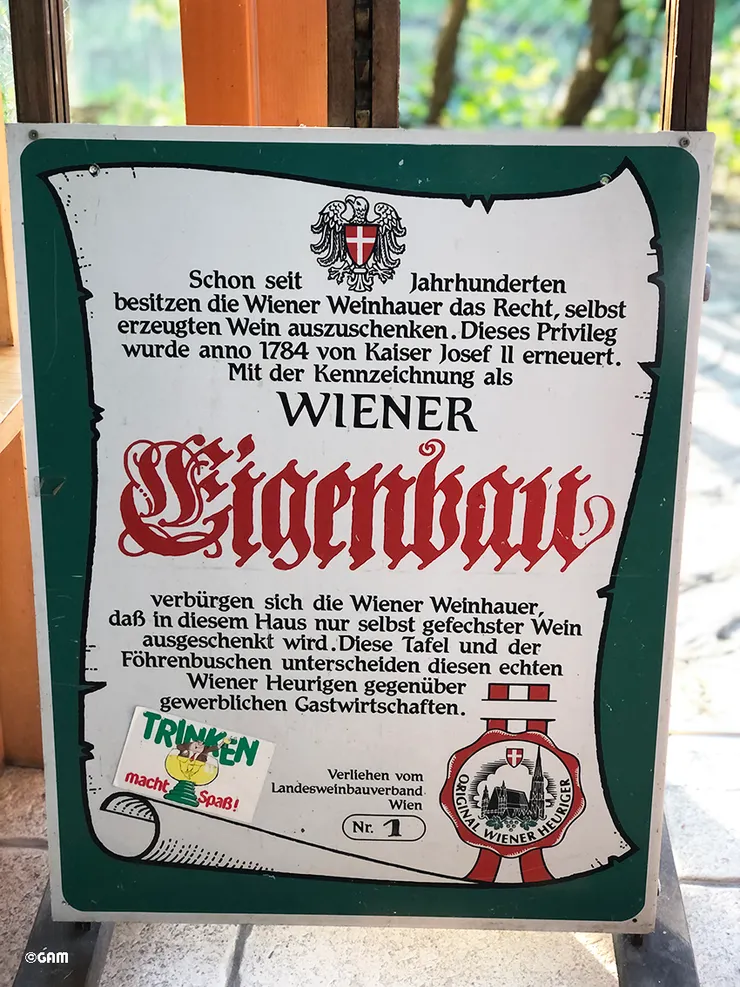 Schon seit Jahrhunderten
besitzen die Wiener Weinhauer das Recht, selbst
erzeugten Wein auszuschenken. Dieses Privileg
wurde anno 1784 von Kaiser Josef II erneuert.
Mit der Kennzeichnung als
WIENER
Eigenbau
verbürgen sich die Wiener Weinhauer,
daß in diesem Haus nur selbst gefechster Wein
ausgeschenkt wird. Diese Tafel und der
Föhrenbuschen unterscheiden diesen echten
Wiener Heurigen gegenüber
gewerblichen Gastwirtschaften.
TRINKEN
macht Spaß!
Verliehen vom
Landesweinbauverband
Wien
Nr. 1
ORIGINAL WIENER HEURIGER
©GAM